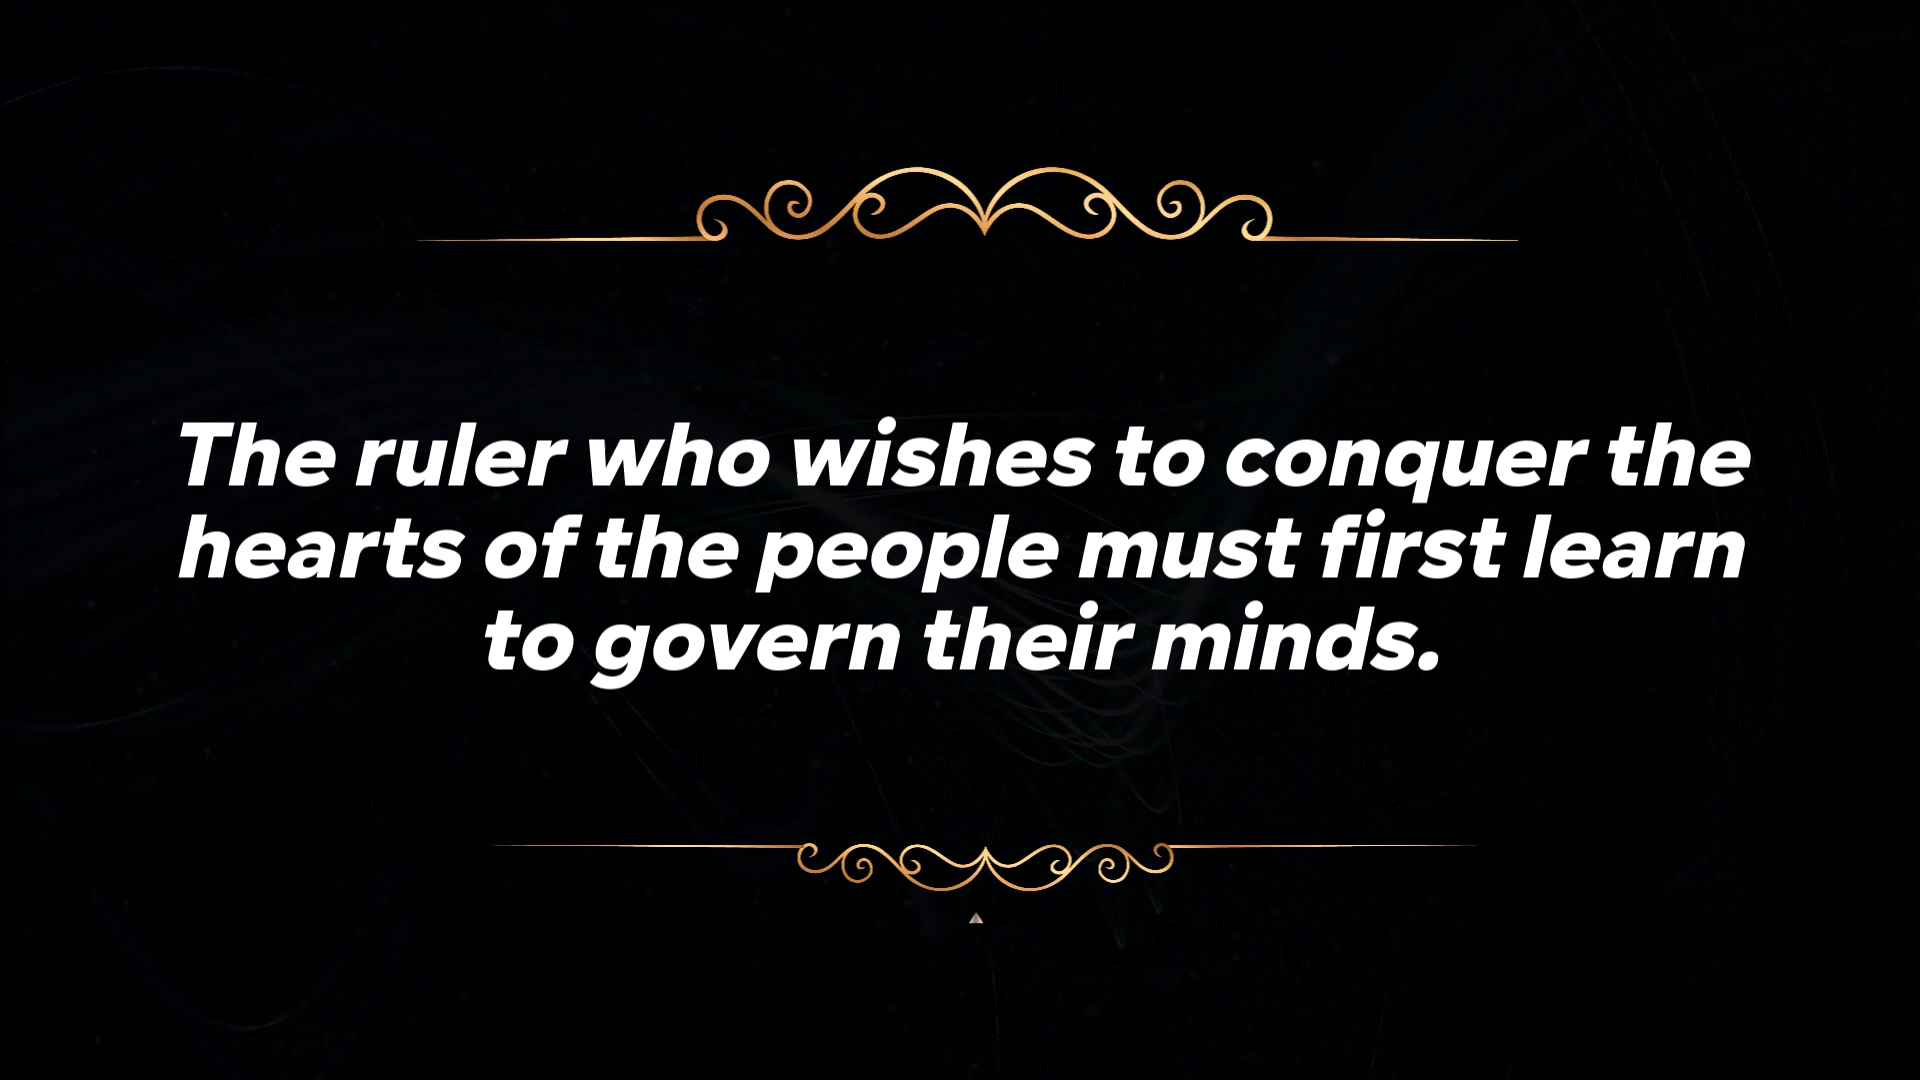 The ruler who wishes to conquer the
hearts of the people must first learn
to govern their minds.